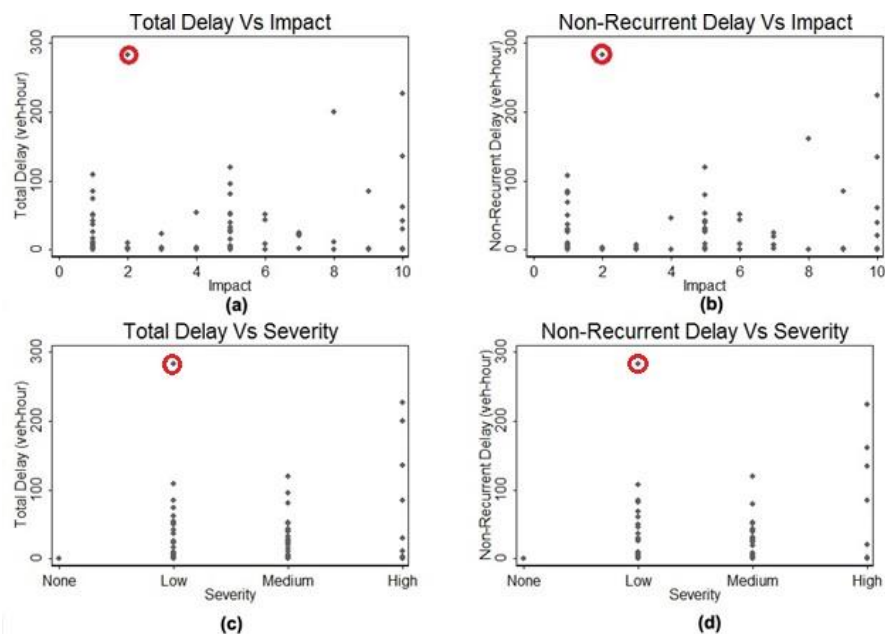 Total Delay Vs Impact
Total Delay (veh-hour)
300
200
100
0
0 2 4 6 8 10
Impact
(a)
Non-Recurrent Delay Vs Impact
Non-Recurrent Delay (veh-hour)
300
200
100
0
0 2 4 6 8 10
Impact
(b)
Total Delay Vs Severity
Total Delay (veh-hour)
300
200
100
0
None Low Medium High
Severity
(c)
Non-Recurrent Delay Vs Severity
Non-Recurrent Delay (veh-hour)
300
200
100
0
None Low Medium High
Severity
(d)